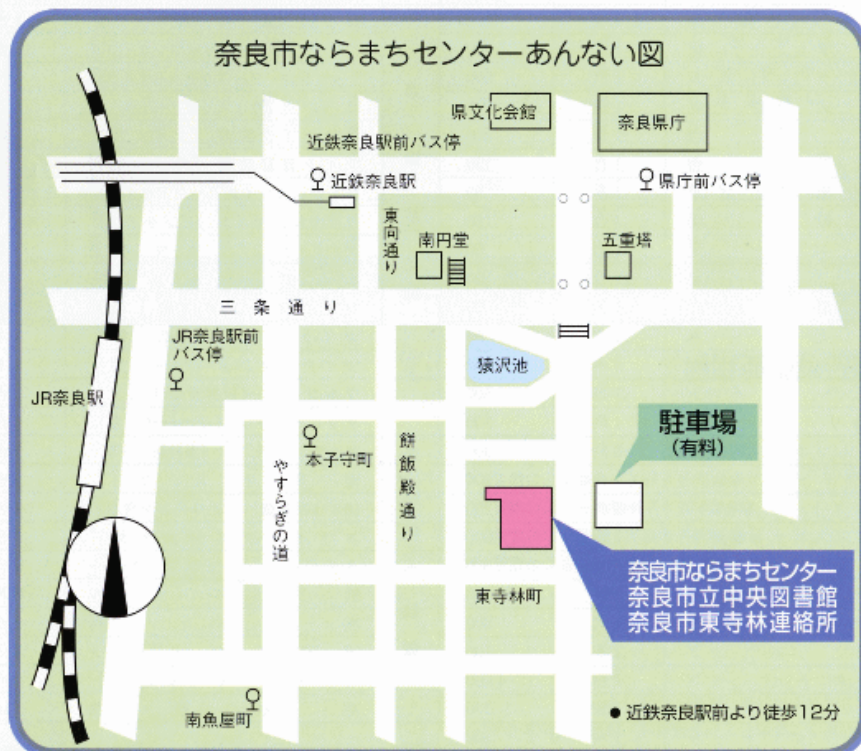 奈良市ならまちセンターあんない図
県文化会館
奈良県庁
近鉄奈良駅前バス停
近鉄奈良駅
県庁前バス停
東向通り
南円堂
五重塔
三条通り
JR奈良駅前
バス停
猿沢池
JR奈良駅
駐車場
(有料)
本子守町
餅飯殿通り
やすらぎの道
奈良市ならまちセンター
奈良市立中央図書館
奈良市東寺林連絡所
東寺林町
南魚屋町
●近鉄奈良駅前より徒歩12分